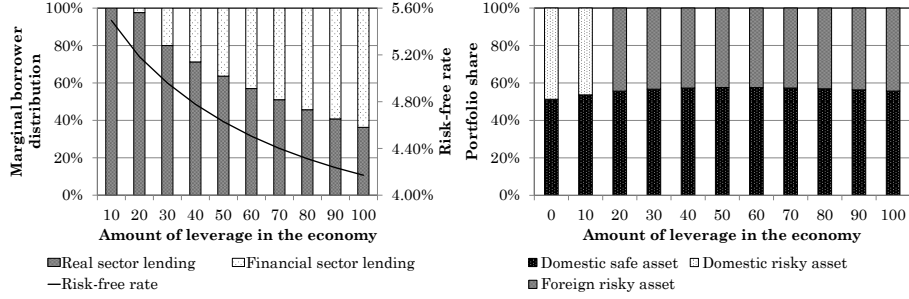 100%
80%
60%
40%
20%
0%
Marginal borrower
distribution
5.60%
5.20%
4.80%
4.40%
4.00%
Risk-free rate
10 20 30 40 50 60 70 80 90 100
Amount of leverage in the economy
Real sector lending Financial sector lending
Risk-free rate
100%
80%
60%
40%
20%
0%
Portfolio share
0 10 20 30 40 50 60 70 80 90 100
Amount of leverage in the economy
Domestic safe asset Domestic risky asset
Foreign risky asset